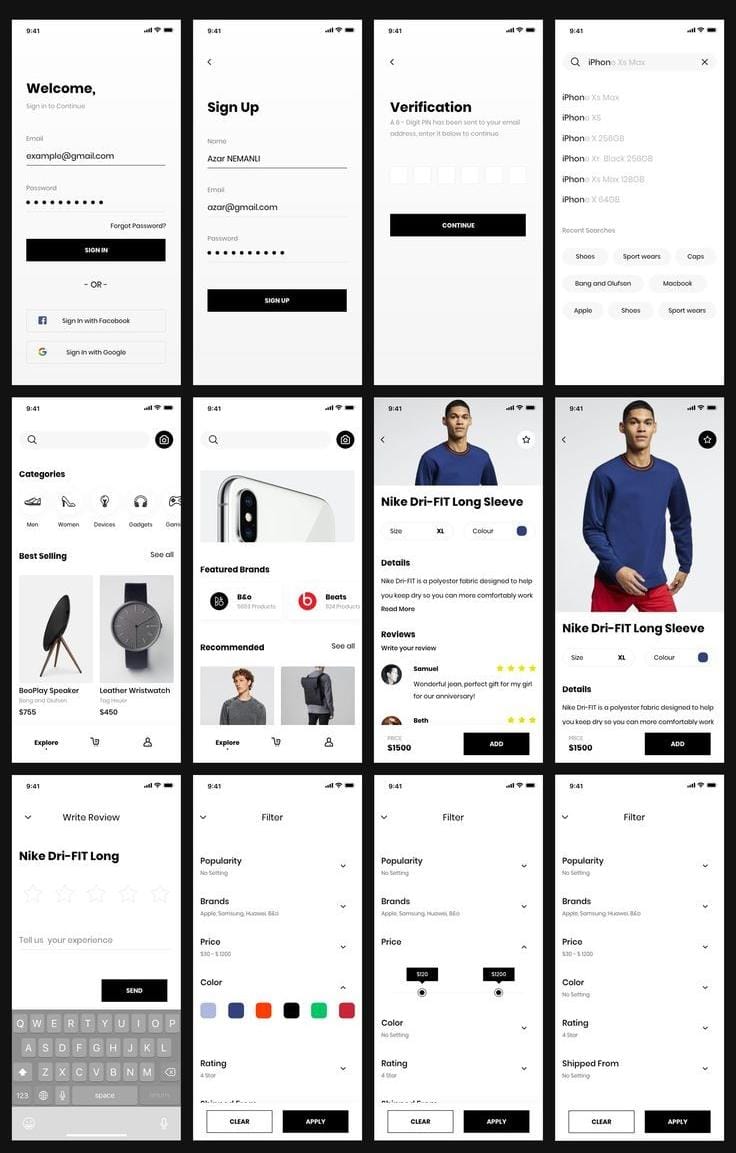 9:41
Welcome,
Sign in to Continue
Email
example@gmail.com
Password
Forgot Password?
SIGN IN
- OR -
Sign In with Facebook
Sign In with Google
9:41
Sign Up
Name
Azar NEMANLI
Email
azar@gmail.com
Password
SIGN UP
9:41
Verification
A 6 - Digit PIN has been sent to your email
address, enter it below to continue
CONTINUE
9:41
iPhone Xs Max
iPhone Xs Max
iPhone XS
iPhone X 256GB
iPhone Xr Black 256GB
iPhone Xs Max 128GB
iPhone X 64GB
Recent Searches
Shoes Sport wears Caps
Bang and Olufsen Macbook
Apple Shoes Sport wears
9:41
Categories
Men Women Devices Gadgets Gami
Best Selling See all
BeoPlay Speaker
Bang and Olufsen
$755
Leather Wristwatch
Tag Heuer
$450
Explore
9:41
Featured Brands
B&O
B&o
5693 Products
Beats
1124 Products
Recommended See all
Explore
9:41
Nike Dri-FIT Long Sleeve
Size XL Colour
Details
Nike Dri-FIT is a polyester fabric designed to help
you keep dry so you can more comfortably work
Read More
Reviews
Write your review
Samuel
Wonderful jean, perfect gift for my girl
for our anniversary!
Beth
PRICE
$1500
ADD
9:41
Nike Dri-FIT Long Sleeve
Size XL Colour
Details
Nike Dri-FIT is a polyester fabric designed to help
you keep dry so you can more comfortably work
PRICE
$1500
ADD
9:41
Write Review
Nike Dri-FIT Long
Tell us your experience
SEND
Q W E R T Y U I O P
A S D F G H J K L
Z X C V B N M
123 space return
9:41
Filter
Popularity
No Setting
Brands
Apple, Samsung, Huawei, B&o
Price
$30 - $ 1200
Color
Rating
4 Star
Shipped From
CLEAR APPLY
9:41
Filter
Popularity
No Setting
Brands
Apple, Samsung, Huawei, B&o
Price
$120 $1200
Color
No Setting
Rating
4 Star
Shipped From
CLEAR APPLY
9:41
Filter
Popularity
No Setting
Brands
Apple, Samsung, Huawei, B&o
Price
$30 - $ 1200
Color
No Setting
Rating
4 Star
Shipped From
No Setting
CLEAR APPLY